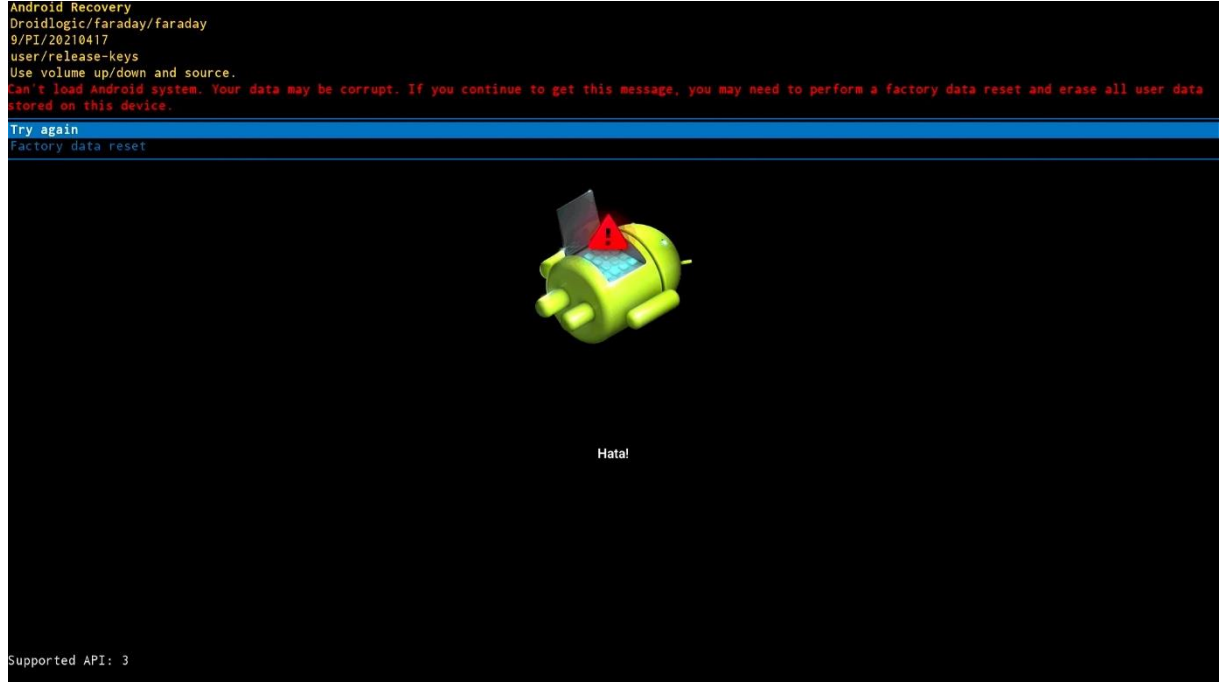 Android Recovery
Droidlogic/faraday/faraday
9/PI/20210417
user/release-keys
Use volume up/down and source.
Can't load Android system. Your data may be corrupt. If you continue to get this message, you may need to perform a factory data reset and erase all user data
stored on this device.
Try again
Factory data reset
Hata!
Supported API: 3